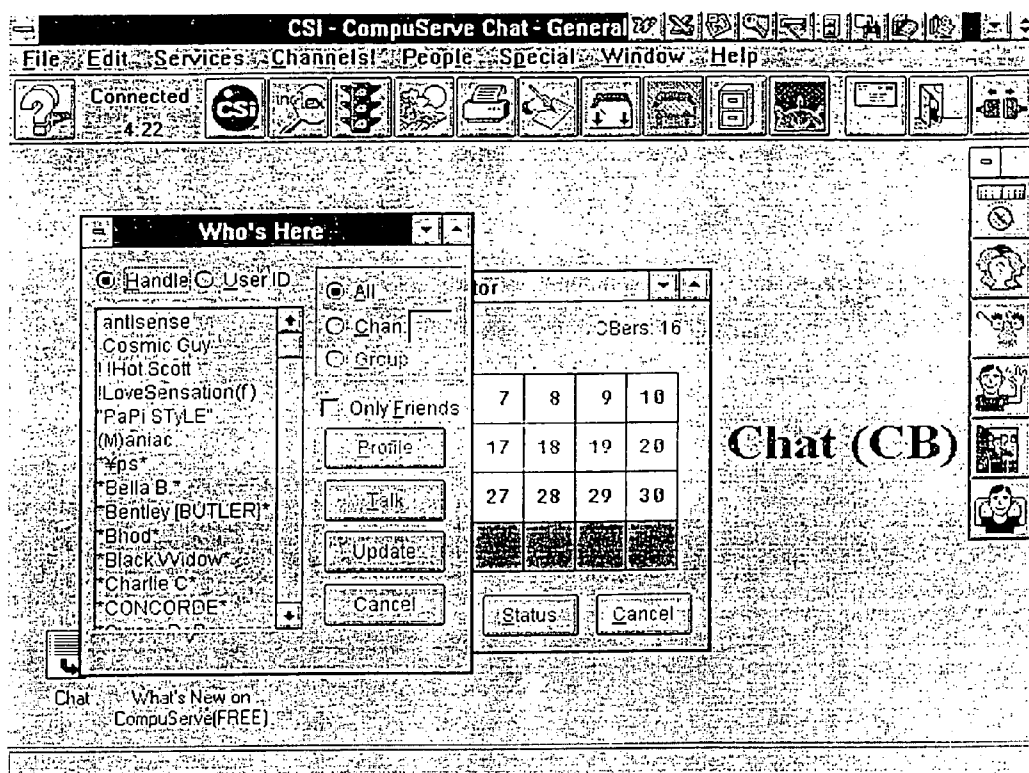 CSi - CompuServe Chat - General
File Edit Services Channels! People Special Window Help
Connected
4:22
CSi
Who's Here
Handle User ID
All
Chan:
Group
Only Friends
Profile
Talk
Update
Cancel
antisense
Cosmic Guy
!!Hot Scott
!LoveSensation(f)
"PaPi STyLE"
(M)aniac
*¥ps*
*Bella B.*
*Bentley [BUTLER]*
*Bhod*
*BlackWidow*
*Charlie C*
*CONCORDE*
tor
CBers: 16
7 8 9 10
17 18 19 20
27 28 29 30
Status Cancel
Chat (CB)
Chat
What's New on
CompuServe(FREE)